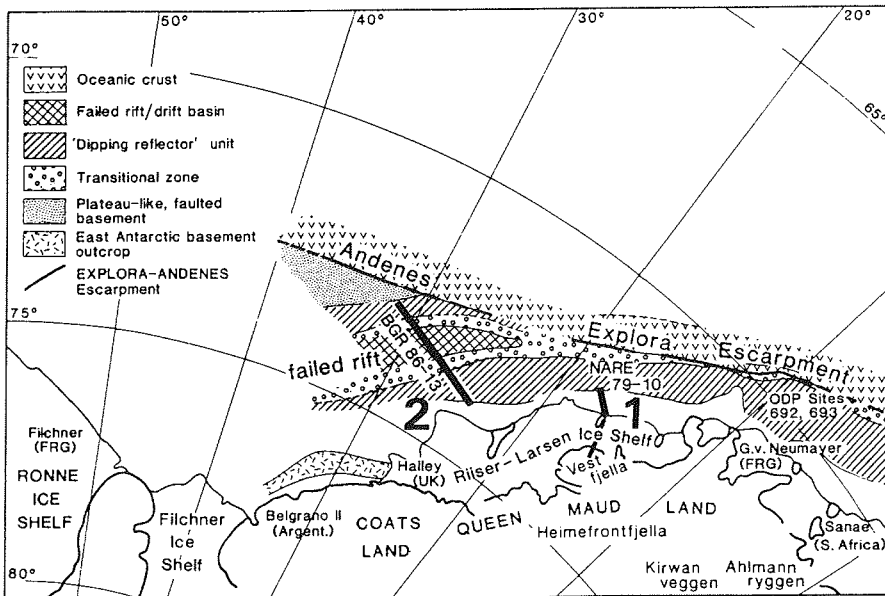 50°
40°
30°
20°
70°
65°
75°
80°
Oceanic crust
Failed rift/drift basin
'Dipping reflector' unit
Transitional zone
Plateau-like, faulted
basement
East Antarctic basement
outcrop
EXPLORA-ANDENES
Escarpment
Andenes
Explora
Escarpment
BGR 86-13
failed rift
NARE
79-10
ODP Sites
692, 693
2
1
Filchner
(FRG)
RONNE
ICE
SHELF
Filchner
Ice
Shelf
Belgrano II
(Argent.)
Halley
(UK)
Riiser-Larsen Ice Shelf
Vest
fjella
G.v. Neumayer
(FRG)
COATS
LAND
QUEEN
MAUD
LAND
Heimefrontfjella
Sanae
(S. Africa)
Kirwan
veggen
Ahlmann
ryggen